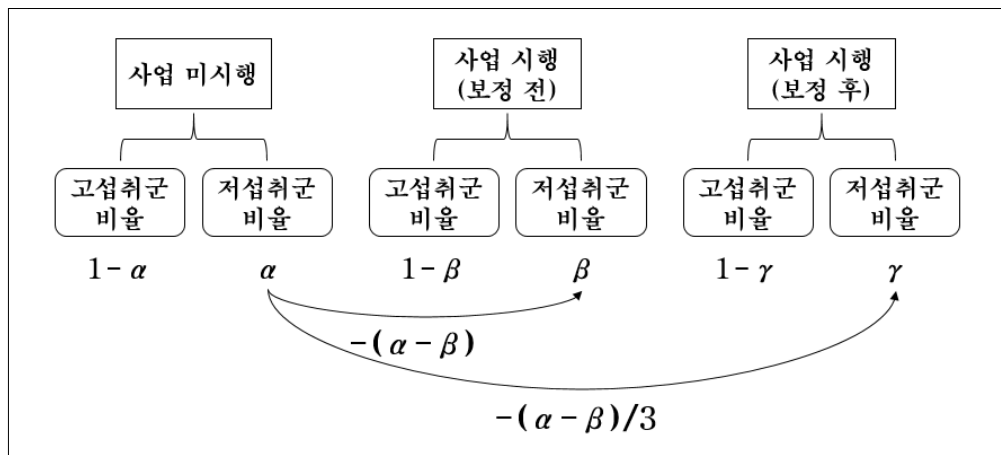 사업 미시행
사업 시행
(보정 전)
사업 시행
(보정 후)
고섭취군
비율
저섭취군
비율
고섭취군
비율
저섭취군
비율
고섭취군
비율
저섭취군
비율
1 - α
α
1 - β
β
1 - γ
γ
-(α - β)
-(α - β)/3